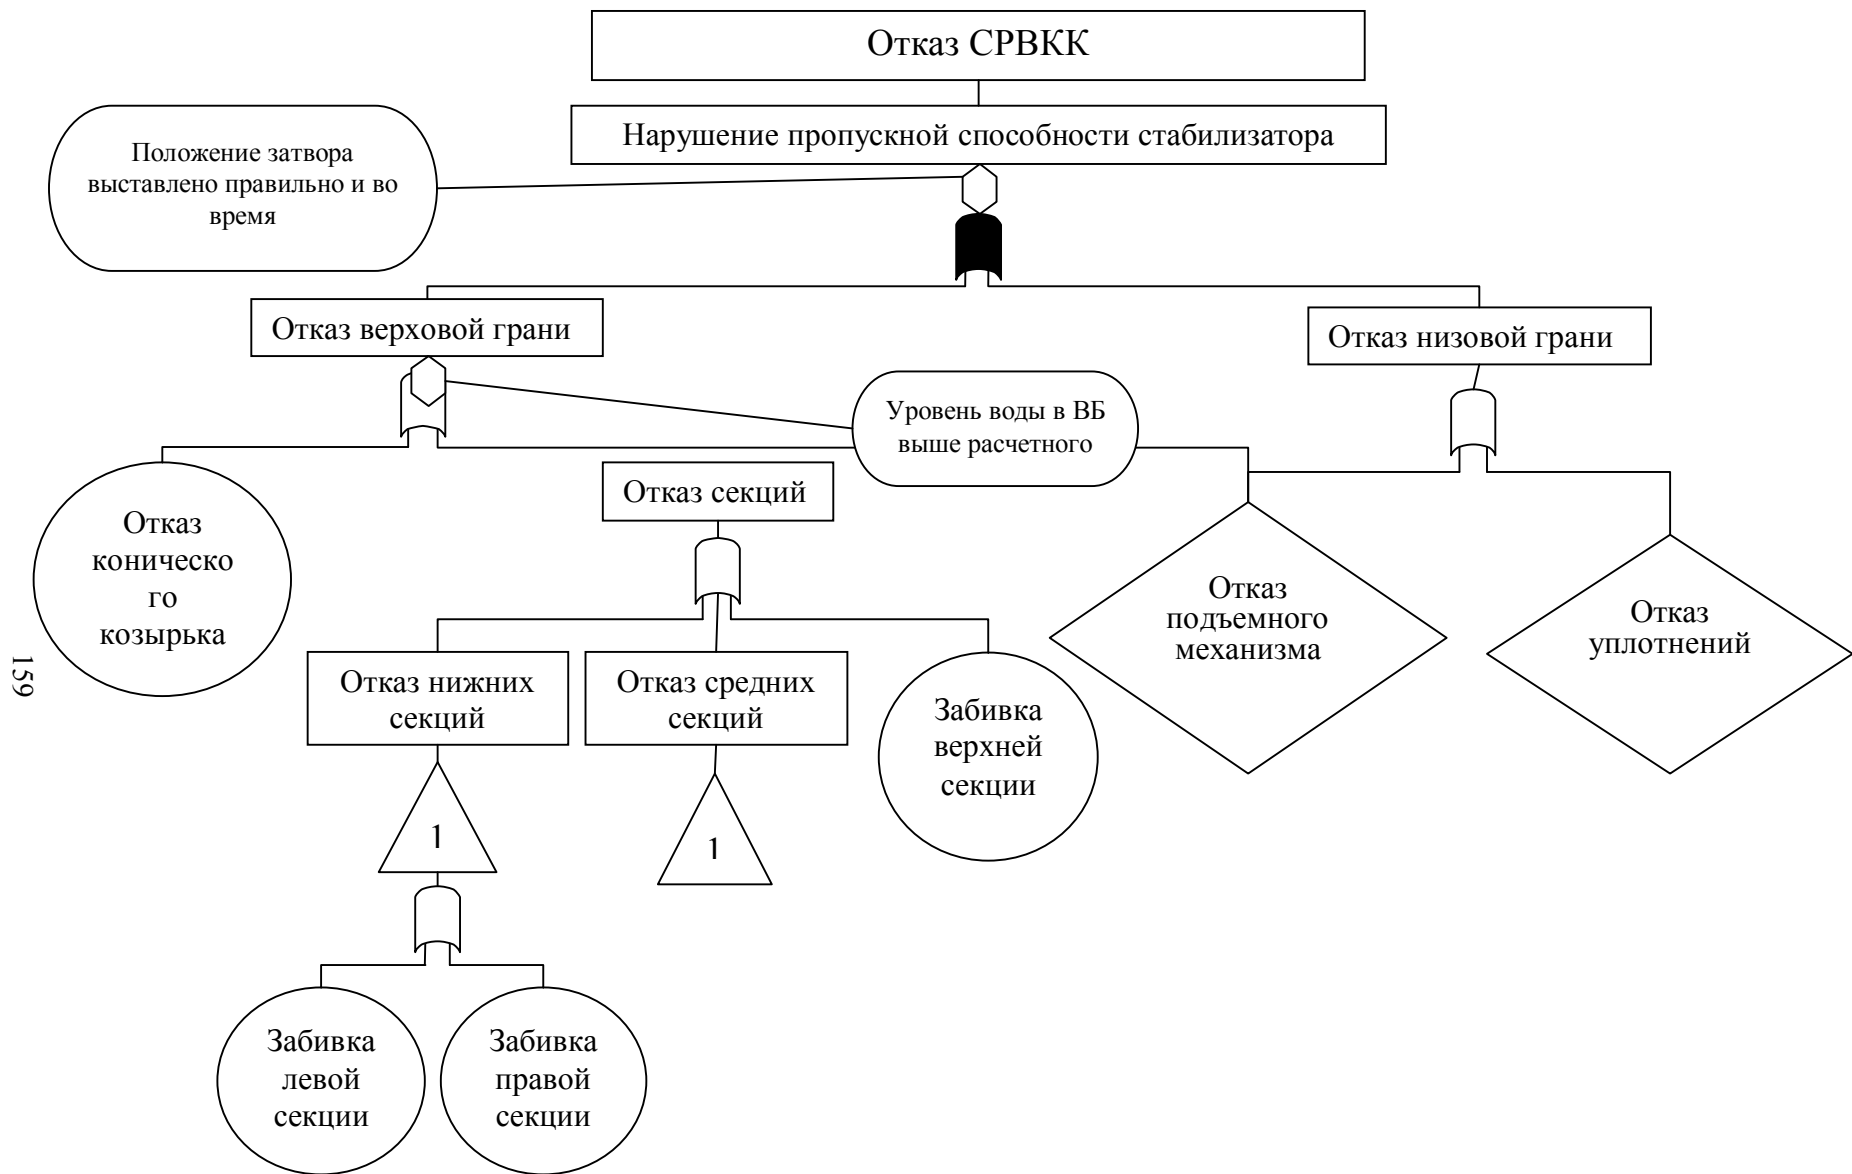 Отказ СРВКК
Нарушение пропускной способности стабилизатора
Положение затвора
выставлено правильно и во
время
Отказ верховой грани
Отказ низовой грани
Уровень воды в ВБ
выше расчетного
Отказ секций
Отказ
коническо
го
козырька
Отказ
подъемного
механизма
Отказ
уплотнений
Отказ нижних
секций
Отказ средних
секций
Забивка
верхней
секции
1
1
Забивка
левой
секции
Забивка
правой
секции
159